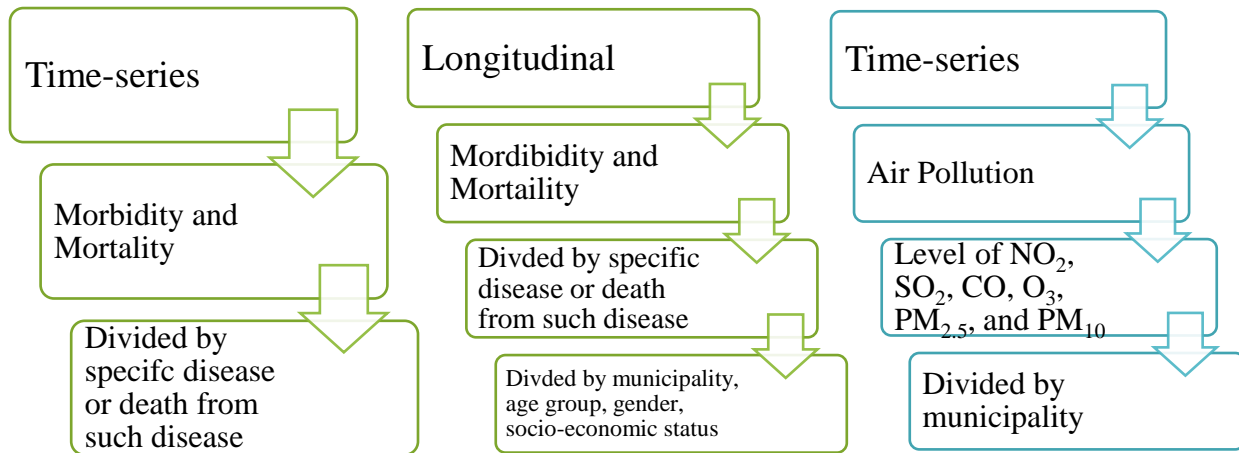 Time-series
Morbidity and
Mortality
Divided by
specifc disease
or death from
such disease
Longitudinal
Mordibidity and
Mortaility
Divded by specific
disease or death
from such disease
Divded by municipality,
age group, gender,
socio-economic status
Time-series
Air Pollution
Level of NO₂,
SO₂, CO, O₃,
PM₂.₅, and PM₁₀
Divided by
municipality